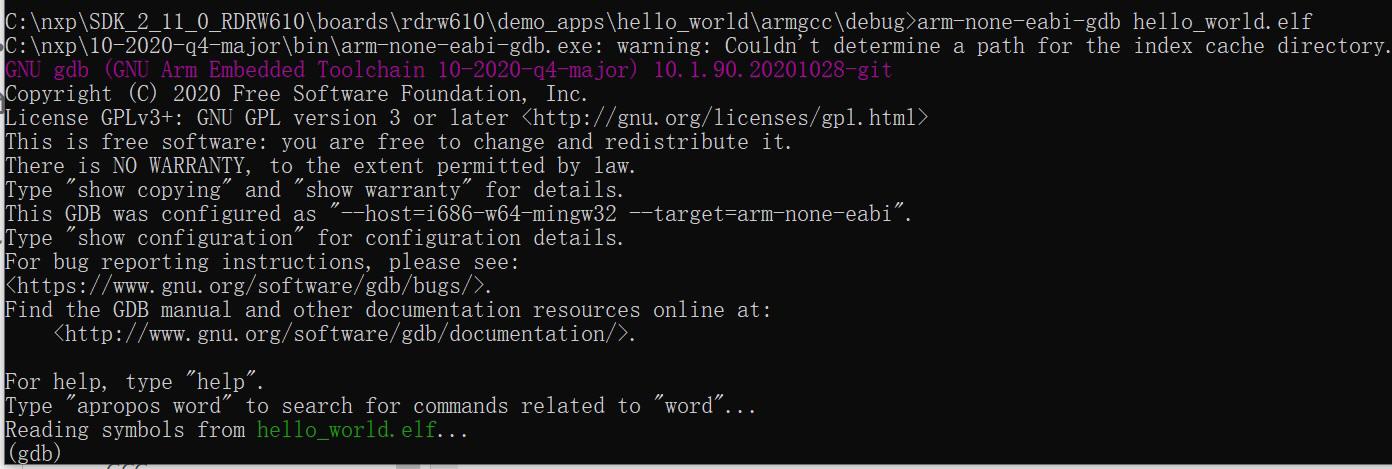 C:\nxp\SDK_2_11_0_RDRW610\boards\rdrw610\demo_apps\hello_world\armgcc\debug>arm-none-eabi-gdb hello_world.elf
C:\nxp\10-2020-q4-major\bin\arm-none-eabi-gdb.exe: warning: Couldn't determine a path for the index cache directory.
GNU gdb (GNU Arm Embedded Toolchain 10-2020-q4-major) 10.1.90.20201028-git
Copyright (C) 2020 Free Software Foundation, Inc.
License GPLv3+: GNU GPL version 3 or later <http://gnu.org/licenses/gpl.html>
This is free software: you are free to change and redistribute it.
There is NO WARRANTY, to the extent permitted by law.
Type "show copying" and "show warranty" for details.
This GDB was configured as "--host=i686-w64-mingw32 --target=arm-none-eabi".
Type "show configuration" for configuration details.
For bug reporting instructions, please see:
<https://www.gnu.org/software/gdb/bugs/>.
Find the GDB manual and other documentation resources online at:
    <http://www.gnu.org/software/gdb/documentation/>.

For help, type "help".
Type "apropos word" to search for commands related to "word"...
Reading symbols from hello_world.elf...
(gdb)